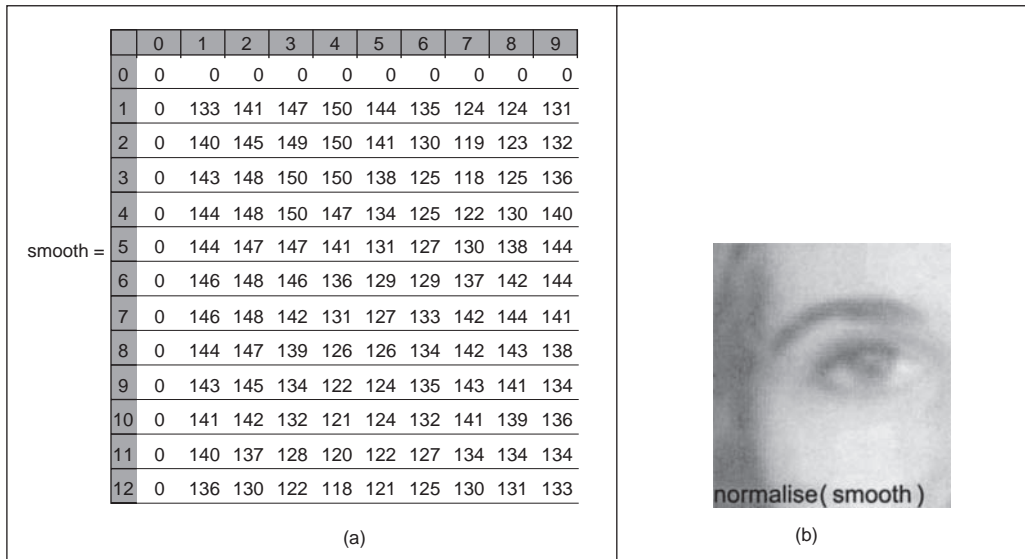 0 1 2 3 4 5 6 7 8 9
0 0 0 0 0 0 0 0 0 0 0
1 0 133 141 147 150 144 135 124 124 131
2 0 140 145 149 150 141 130 119 123 132
3 0 143 148 150 150 138 125 118 125 136
4 0 144 148 150 147 134 125 122 130 140
smooth = 5 0 144 147 147 141 131 127 130 138 144
6 0 146 148 146 136 129 129 137 142 144
7 0 146 148 142 131 127 133 142 144 141
8 0 144 147 139 126 126 134 142 143 138
9 0 143 145 134 122 124 135 143 141 134
10 0 141 142 132 121 124 132 141 139 136
11 0 140 137 128 120 122 127 134 134 134
12 0 136 130 122 118 121 125 130 131 133
(a)
normalise( smooth )
(b)